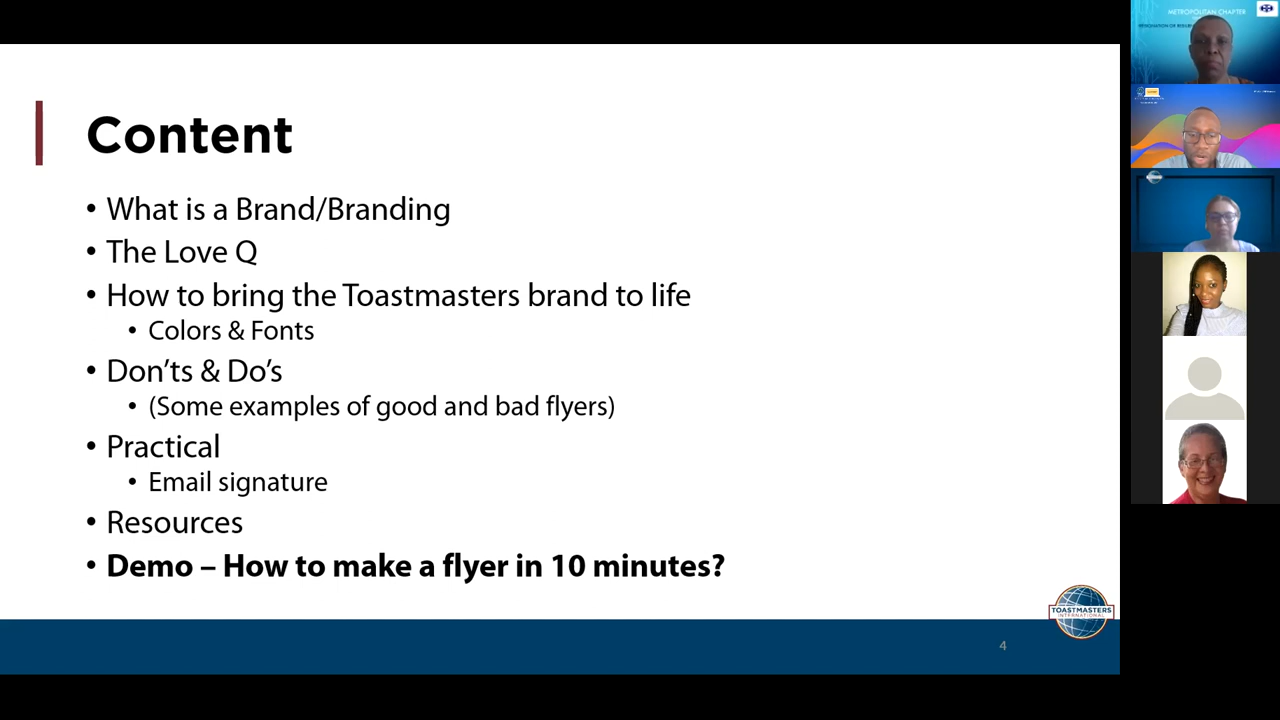 Content
• What is a Brand/Branding
• The Love Q
• How to bring the Toastmasters brand to life
• Colors & Fonts
• Don'ts & Do's
• (Some examples of good and bad flyers)
• Practical
• Email signature
• Resources
• Demo – How to make a flyer in 10 minutes?
TOASTMASTERS
INTERNATIONAL
4
METROPOLITAN CHAPTER